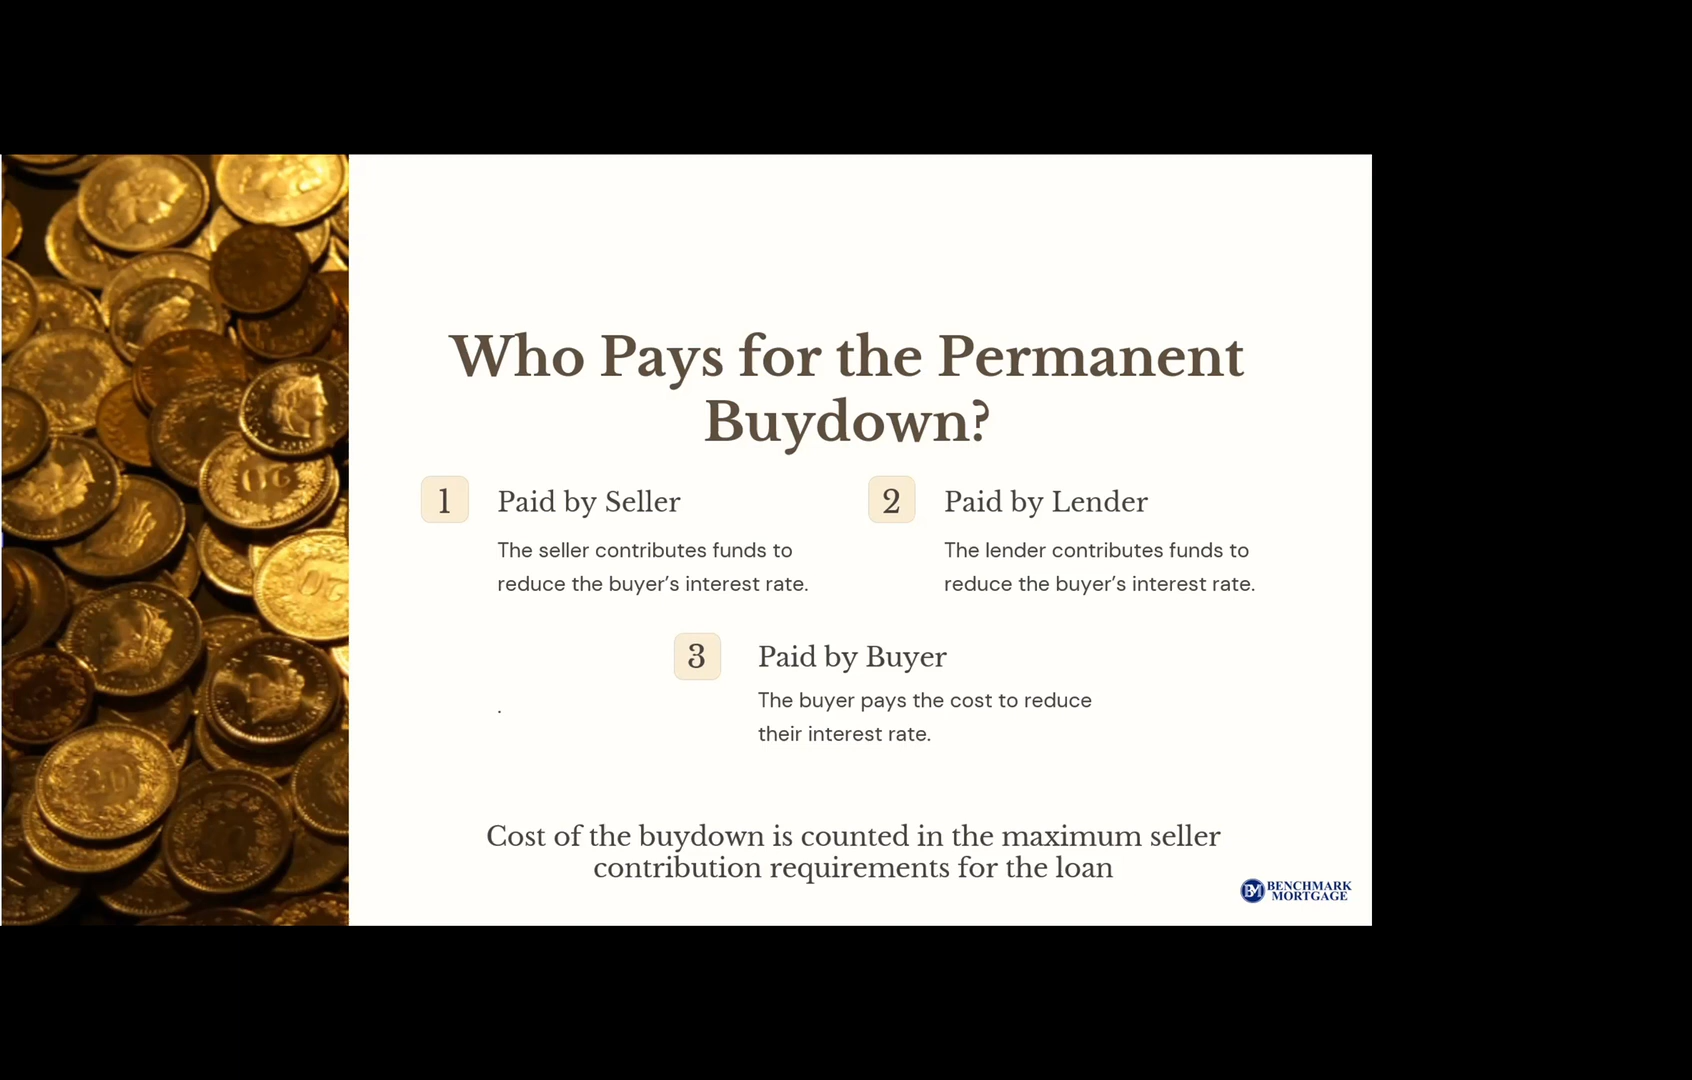 Who Pays for the Permanent
Buydown?
1
Paid by Seller
The seller contributes funds to
reduce the buyer’s interest rate.
2
Paid by Lender
The lender contributes funds to
reduce the buyer’s interest rate.
3
Paid by Buyer
The buyer pays the cost to reduce
their interest rate.
.
Cost of the buydown is counted in the maximum seller
contribution requirements for the loan
BM BENCHMARK
MORTGAGE